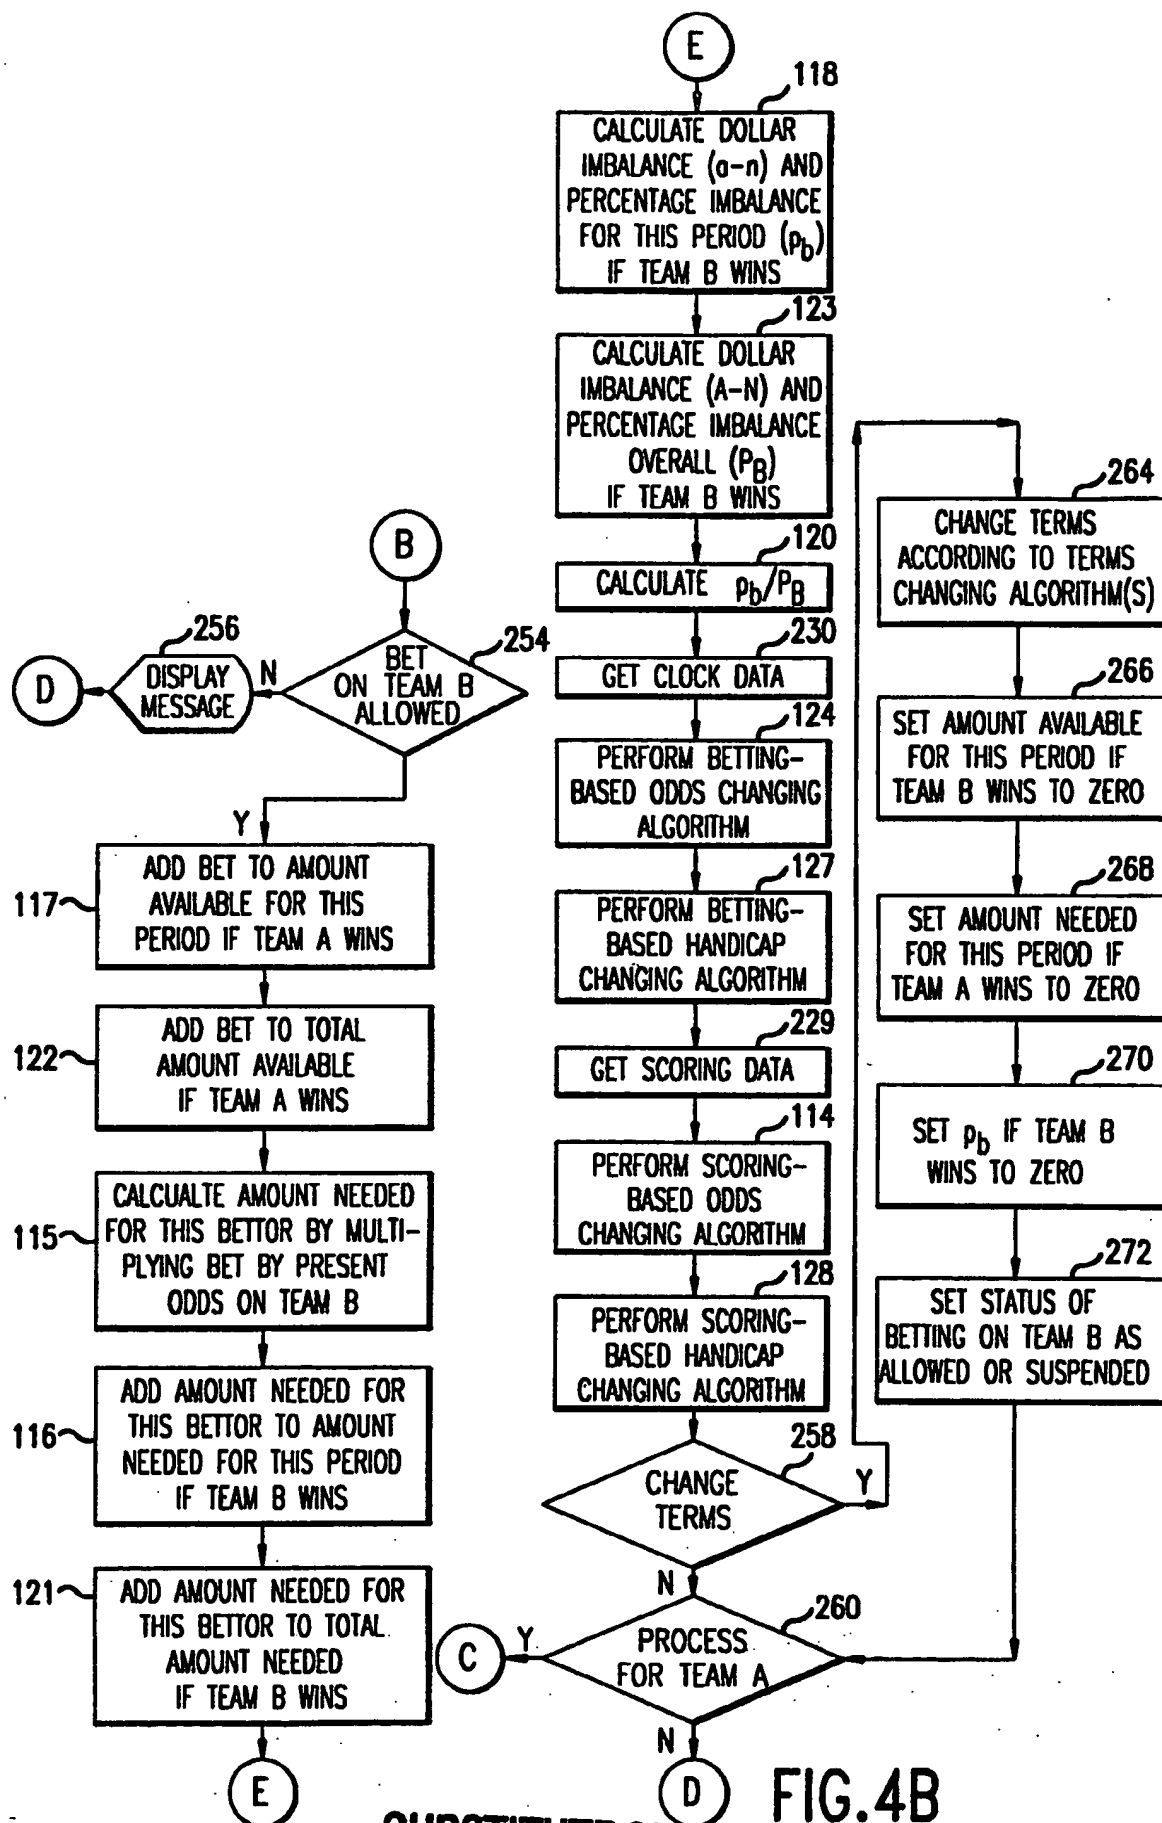 B
254
BET
ON TEAM B
ALLOWED
N
256
DISPLAY
MESSAGE
D
Y
117
ADD BET TO AMOUNT
AVAILABLE FOR THIS
PERIOD IF TEAM A WINS
122
ADD BET TO TOTAL
AMOUNT AVAILABLE
IF TEAM A WINS
115
CALCUALTE AMOUNT NEEDED
FOR THIS BETTOR BY MULTI-
PLYING BET BY PRESENT
ODDS ON TEAM B
116
ADD AMOUNT NEEDED FOR
THIS BETTOR TO AMOUNT
NEEDED FOR THIS PERIOD
IF TEAM B WINS
121
ADD AMOUNT NEEDED FOR
THIS BETTOR TO TOTAL
AMOUNT NEEDED
IF TEAM B WINS
E
E
118
CALCULATE DOLLAR
IMBALANCE (a-n) AND
PERCENTAGE IMBALANCE
FOR THIS PERIOD (pb)
IF TEAM B WINS
123
CALCULATE DOLLAR
IMBALANCE (A-N) AND
PERCENTAGE IMBALANCE
OVERALL (PB)
IF TEAM B WINS
120
CALCULATE pb/PB
230
GET CLOCK DATA
124
PERFORM BETTING-
BASED ODDS CHANGING
ALGORITHM
127
PERFORM BETTING-
BASED HANDICAP
CHANGING ALGORITHM
229
GET SCORING DATA
114
PERFORM SCORING-
BASED ODDS
CHANGING ALGORITHM
128
PERFORM SCORING-
BASED HANDICAP
CHANGING ALGORITHM
258
CHANGE
TERMS
Y
N
260
PROCESS
FOR TEAM A
Y
C
N
D
264
CHANGE TERMS
ACCORDING TO TERMS
CHANGING ALGORITHM(S)
266
SET AMOUNT AVAILABLE
FOR THIS PERIOD IF
TEAM B WINS TO ZERO
268
SET AMOUNT NEEDED
FOR THIS PERIOD IF
TEAM A WINS TO ZERO
270
SET pb IF TEAM B
WINS TO ZERO
272
SET STATUS OF
BETTING ON TEAM B AS
ALLOWED OR SUSPENDED
FIG.4B